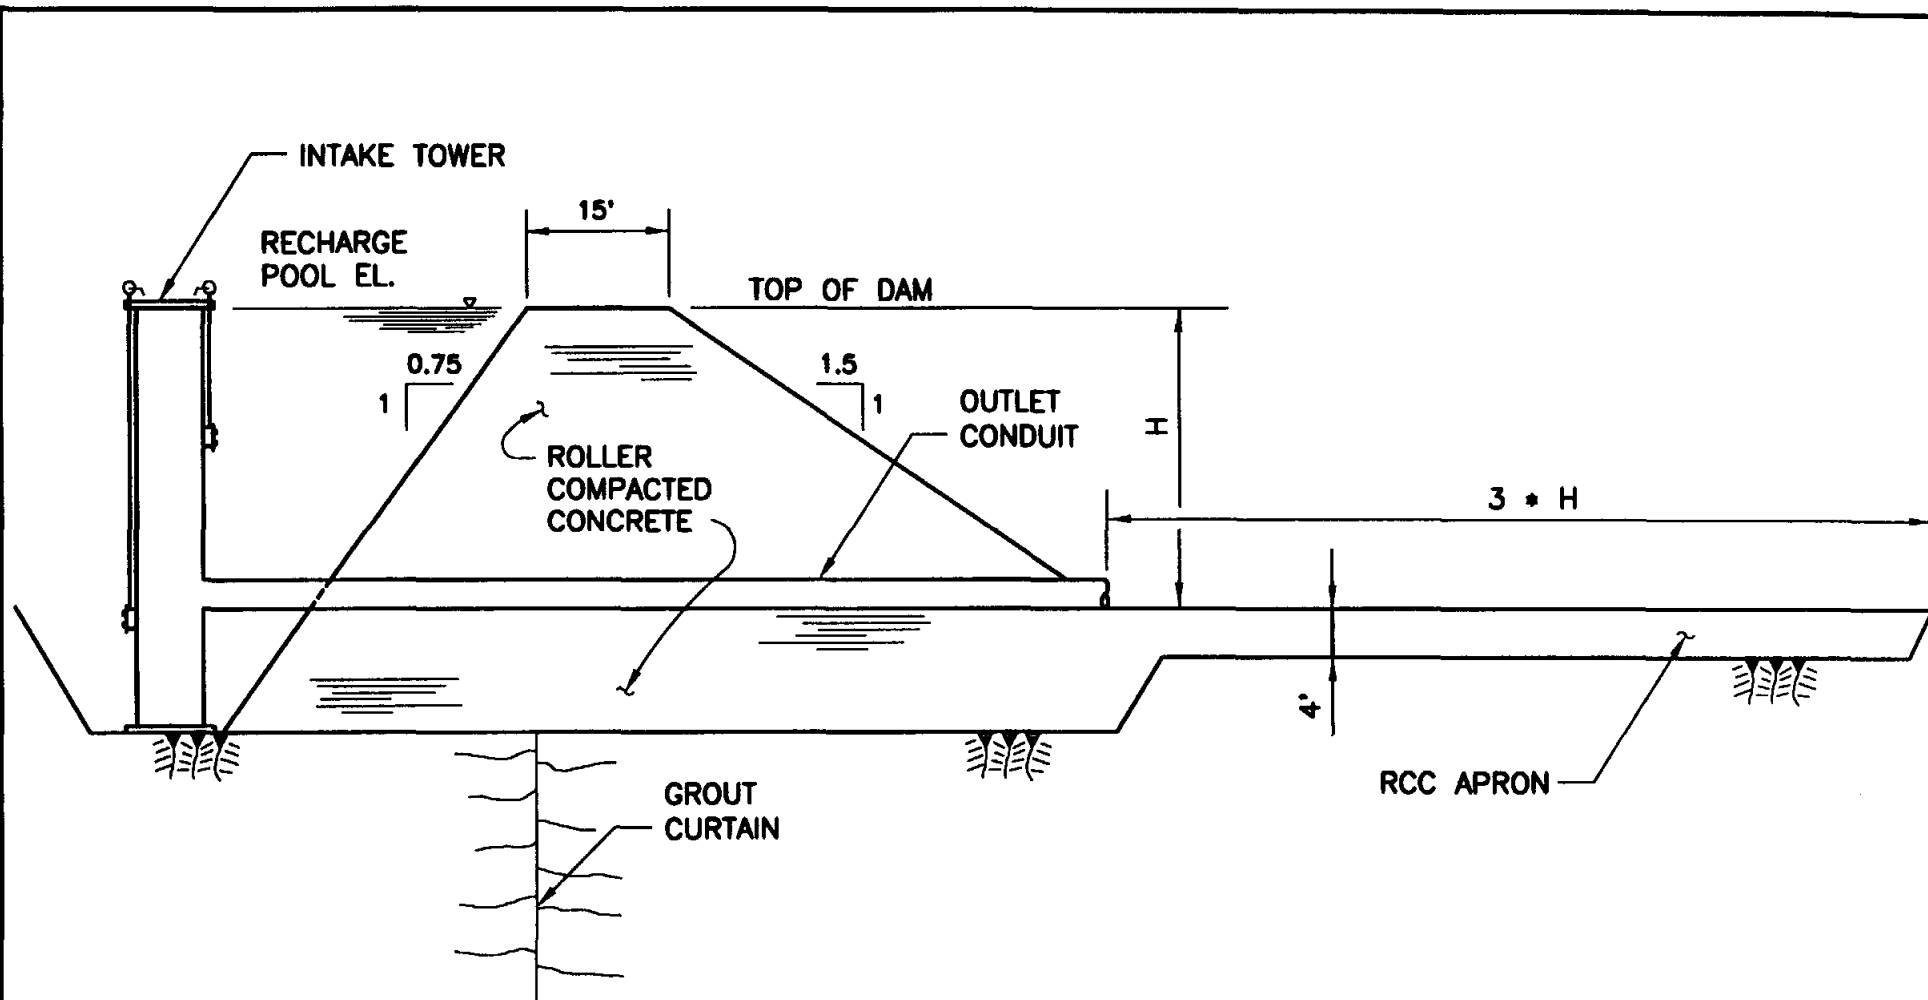 INTAKE TOWER
15'
RECHARGE
POOL EL.
TOP OF DAM
0.75
1
1.5
1
OUTLET
CONDUIT
H
ROLLER
COMPACTED
CONCRETE
3 * H
4'
RCC APRON
GROUT
CURTAIN